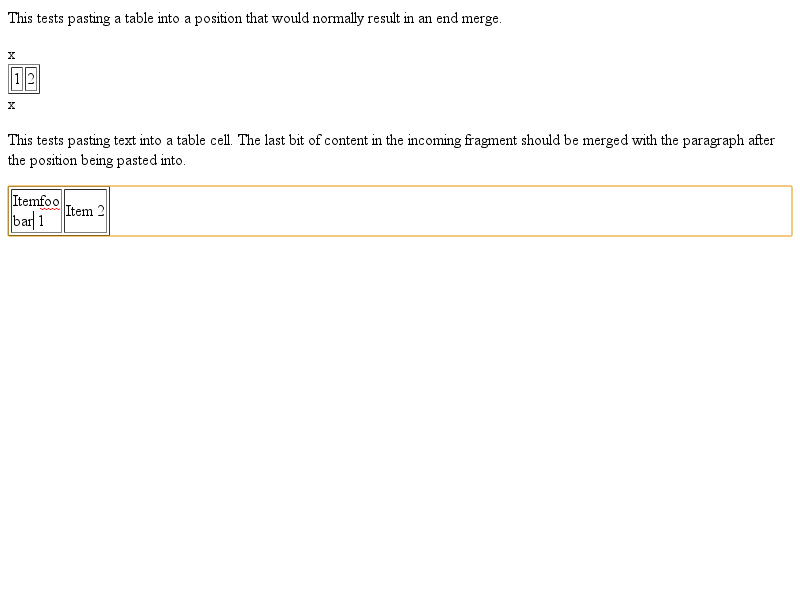 This tests pasting a table into a position that would normally result in an end merge.
x
1 2
x
This tests pasting text into a table cell. The last bit of content in the incoming fragment should be merged with the paragraph after
the position being pasted into.
Itemfoo
bar 1
Item 2